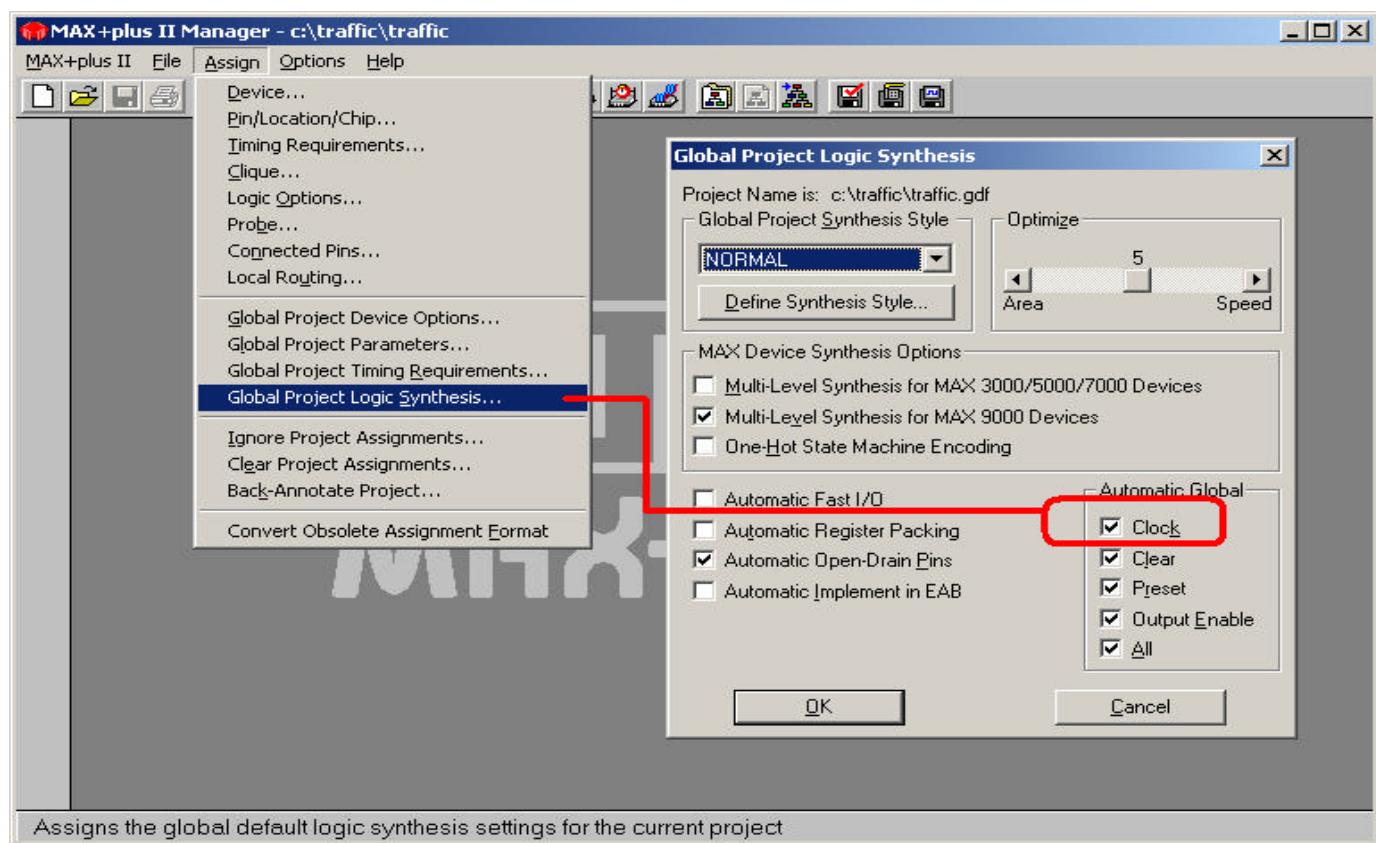 MAX+plus II Manager - c:\traffic\traffic
MAX+plus II File Assign Options Help
Device...
Pin/Location/Chip...
Timing Requirements...
Clique...
Logic Options...
Probe...
Connected Pins...
Local Routing...
Global Project Device Options...
Global Project Parameters...
Global Project Timing Requirements...
Global Project Logic Synthesis...
Ignore Project Assignments...
Clear Project Assignments...
Back-Annotate Project...
Convert Obsolete Assignment Format
Global Project Logic Synthesis
Project Name is: c:\traffic\traffic.gdf
Global Project Synthesis Style
NORMAL
Define Synthesis Style...
Optimize
5
Area Speed
MAX Device Synthesis Options
Multi-Level Synthesis for MAX 3000/5000/7000 Devices
Multi-Level Synthesis for MAX 9000 Devices
One-Hot State Machine Encoding
Automatic Fast I/O
Automatic Register Packing
Automatic Open-Drain Pins
Automatic Implement in EAB
Automatic Global
Clock
Clear
Preset
Output Enable
All
OK Cancel
Assigns the global default logic synthesis settings for the current project